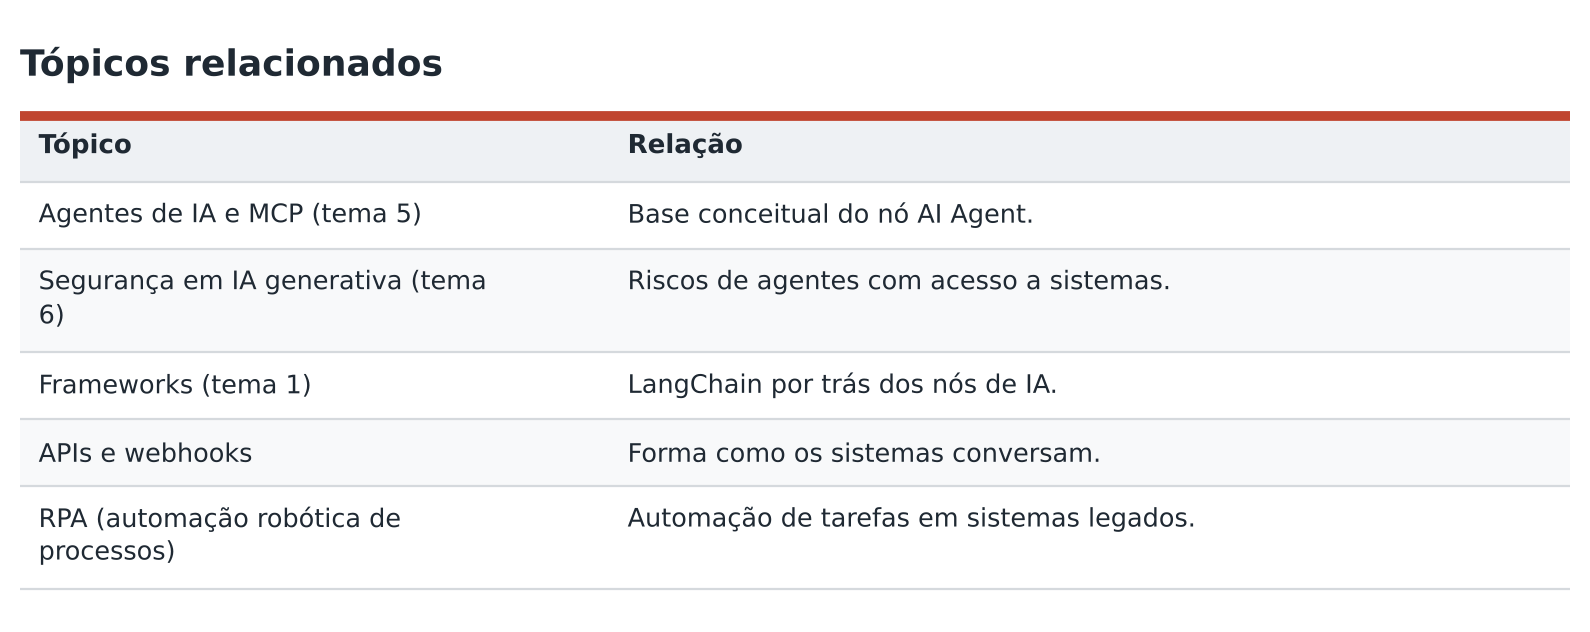 Tópicos relacionados
Tópico
Relação
Agentes de IA e MCP (tema 5)
Base conceitual do nó AI Agent.
Segurança em IA generativa (tema
6)
Riscos de agentes com acesso a sistemas.
Frameworks (tema 1)
LangChain por trás dos nós de IA.
APIs e webhooks
Forma como os sistemas conversam.
RPA (automação robótica de
processos)
Automação de tarefas em sistemas legados.